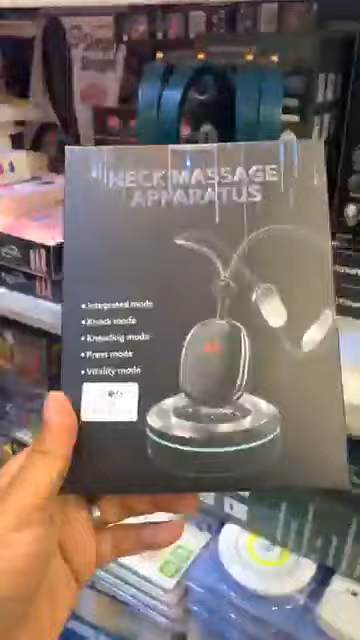 NECK MASSAGE
APPARATUS
• Integrated mode
• Knock mode
• Kneading mode
• Press mode
• Vitality mode